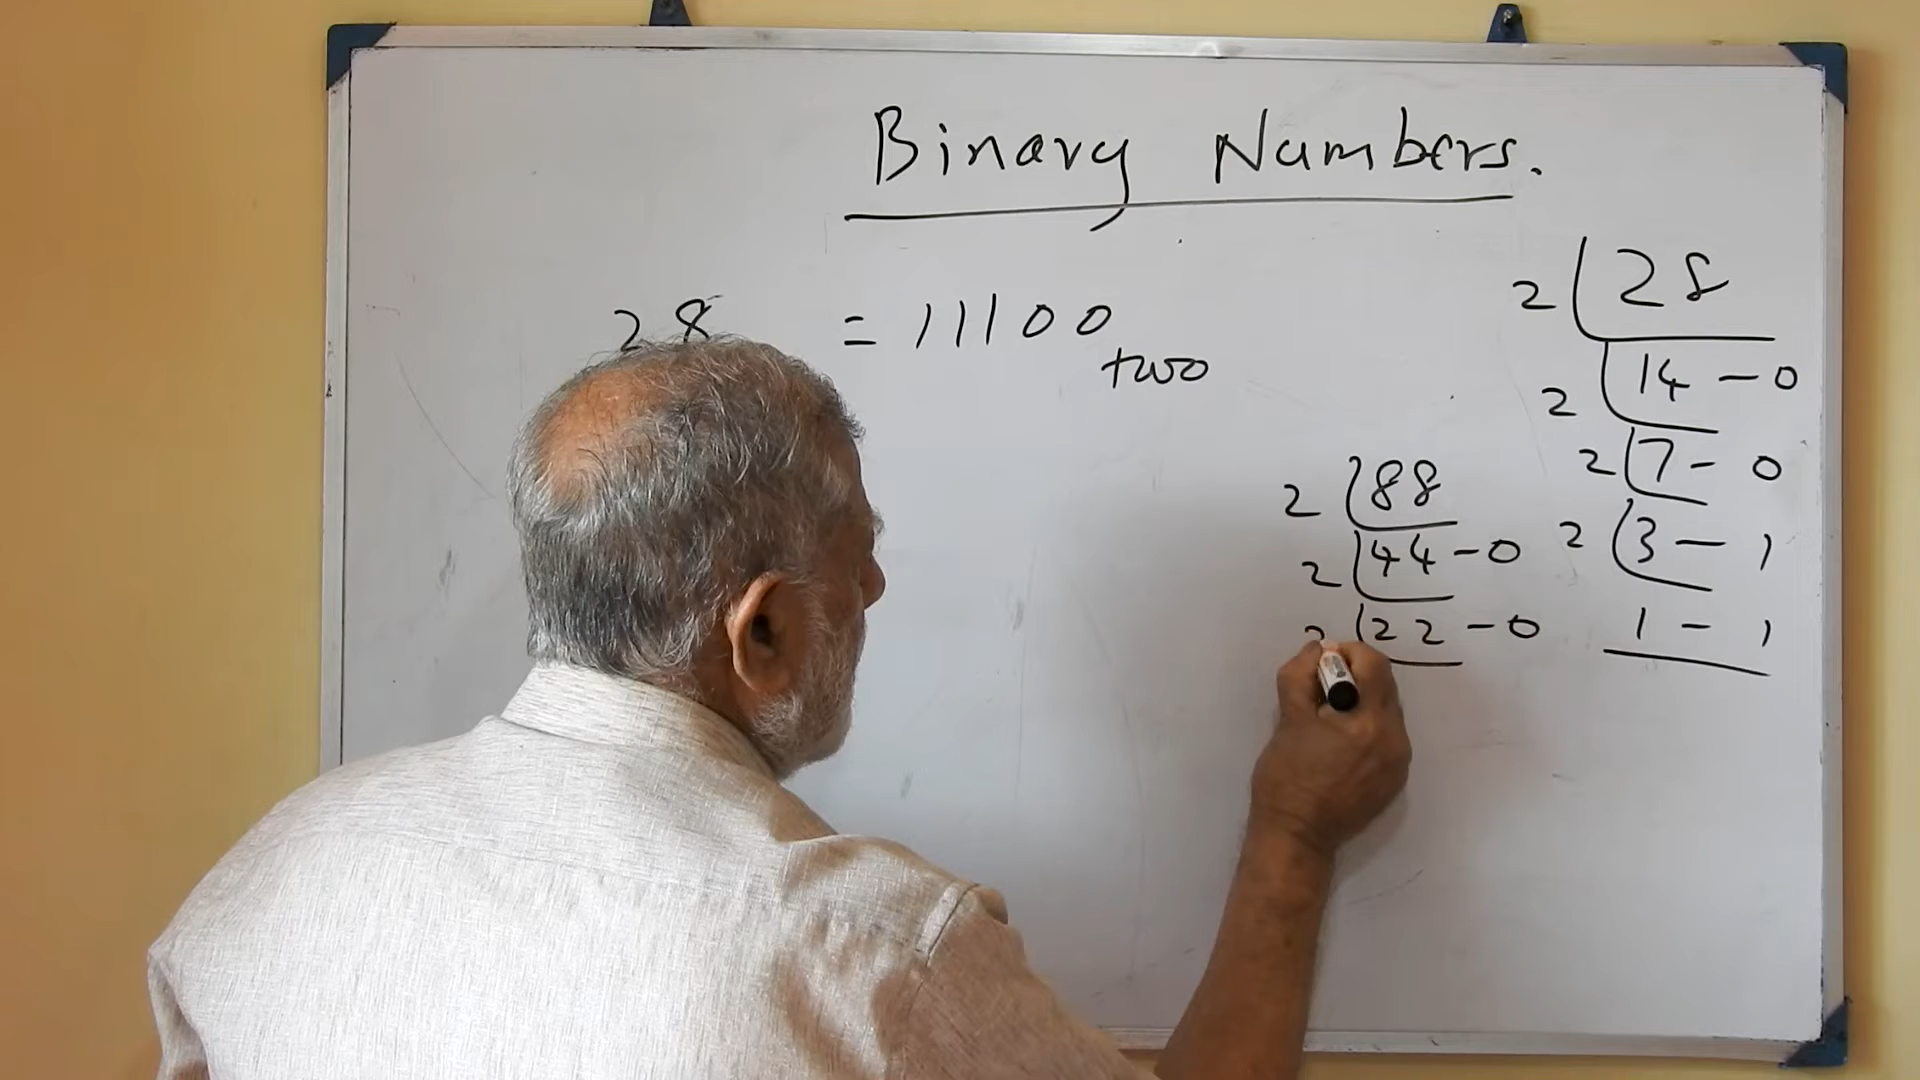 Binary Numbers.
28 = 11100 two
2 28
2 14 - 0
2 7 - 0
2 3 - 1
1 - 1
2 88
2 44 - 0
2 22 - 0